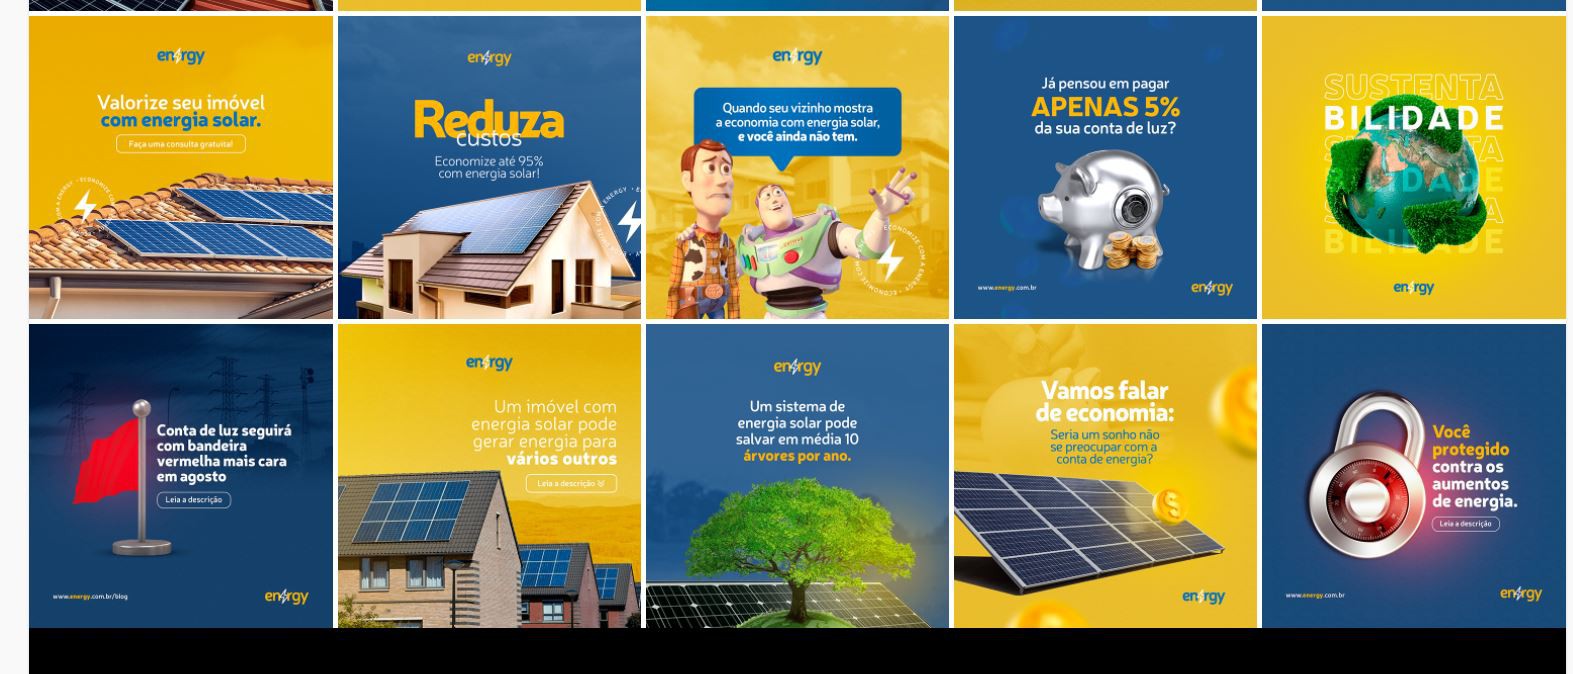 energy
Valorize seu imóvel
com energia solar.
Faça uma consulta gratuita!
COM A ENERGY • ECONOMIZE
energy
Reduza
custos
Economize até 95%
com energia solar!
energy
Quando seu vizinho mostra
a economia com energia solar,
e você ainda não tem.
ECONOMIZE COM A ENERGY • ECONOMIZE COM A ENERGY
Já pensou em pagar
APENAS 5%
da sua conta de luz?
www.energy.com.br
energy
SUSTENTA
BILIDADE
SUSTENTA
BILIDADE
SUSTENTA
BILIDADE
energy
Conta de luz seguirá
com bandeira
vermelha mais cara
em agosto
Leia a descrição
www.energy.com.br/blog
energy
energy
Um imóvel com
energia solar pode
gerar energia para
vários outros
Leia a descrição
energy
Um sistema de
energia solar pode
salvar em média 10
árvores por ano.
Vamos falar
de economia:
Seria um sonho não
se preocupar com a
conta de energia?
energy
Você
protegido
contra os
aumentos
de energia.
Leia a descrição
www.energy.com.br
energy